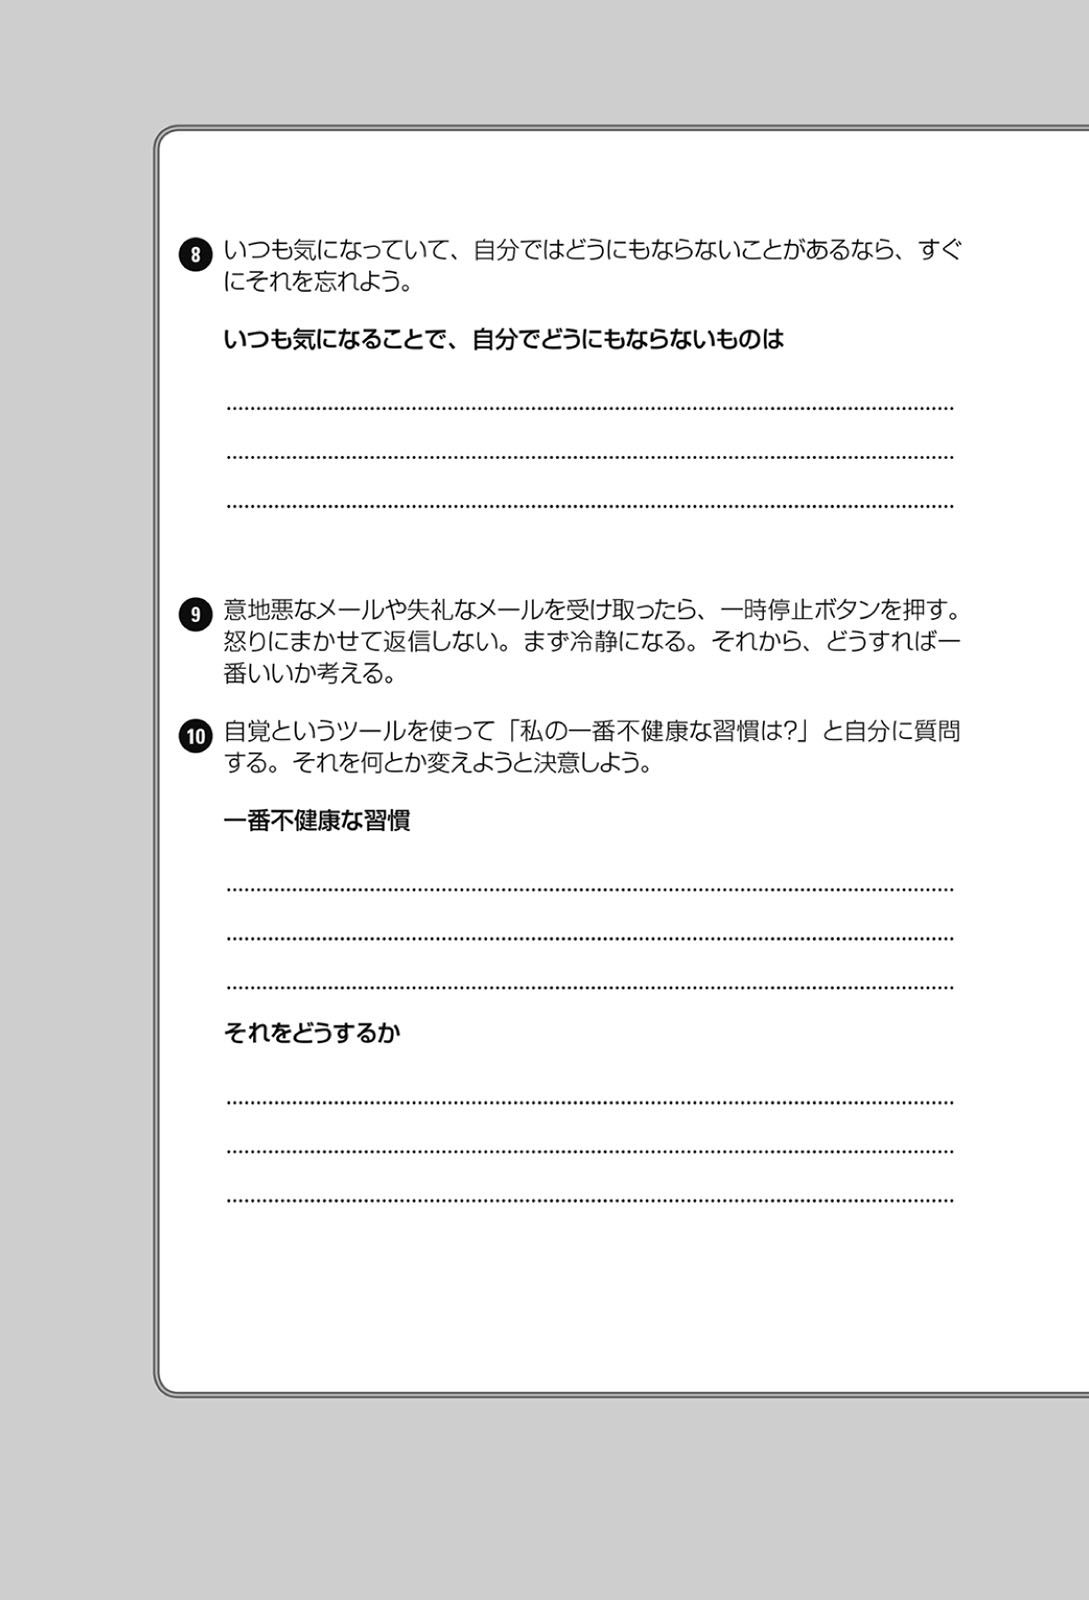 8 いつも気になっていて、自分ではどうにもならないことがあるなら、すぐ
にそれを忘れよう。
いつも気になることで、自分でどうにもならないものは
9 意地悪なメールや失礼なメールを受け取ったら、一時停止ボタンを押す。
怒りにまかせて返信しない。まず冷静になる。それから、どうすれば一
番いいか考える。
10 自覚というツールを使って「私の一番不健康な習慣は?」と自分に質問
する。それを何とか変えようと決意しよう。
一番不健康な習慣
それをどうするか